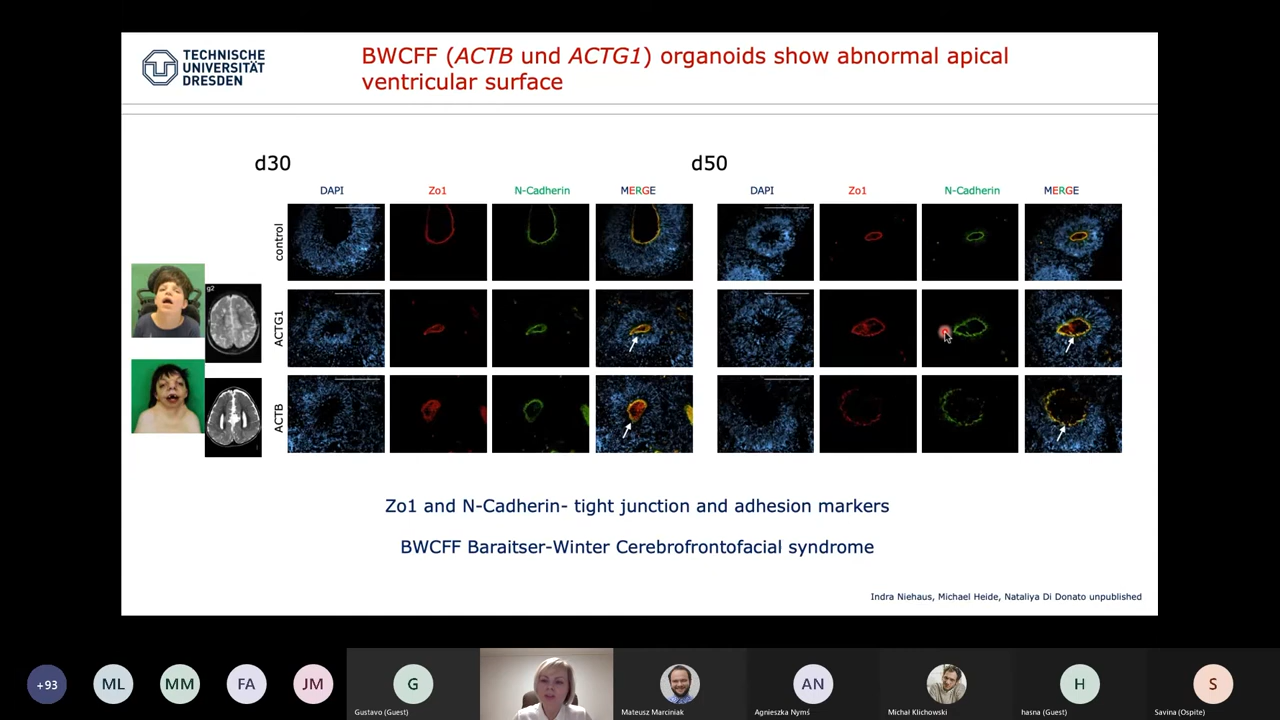 TECHNISCHE
UNIVERSITÄT
DRESDEN
BWCFF (ACTB und ACTG1) organoids show abnormal apical
ventricular surface
d30
d50
DAPI
Zo1
N-Cadherin
MERGE
DAPI
Zo1
N-Cadherin
MERGE
control
g2
ACTG1
ACTB
Zo1 and N-Cadherin- tight junction and adhesion markers
BWCFF Baraitser-Winter Cerebrofrontofacial syndrome
Indra Niehaus, Michael Heide, Nataliya Di Donato unpublished
+93
ML
MM
FA
JM
G
AN
H
S
Gustavo (Guest)
Mateusz Marciniak
Agnieszka Nymś
Michał Klichowski
hasna (Guest)
Savina (Ospite)